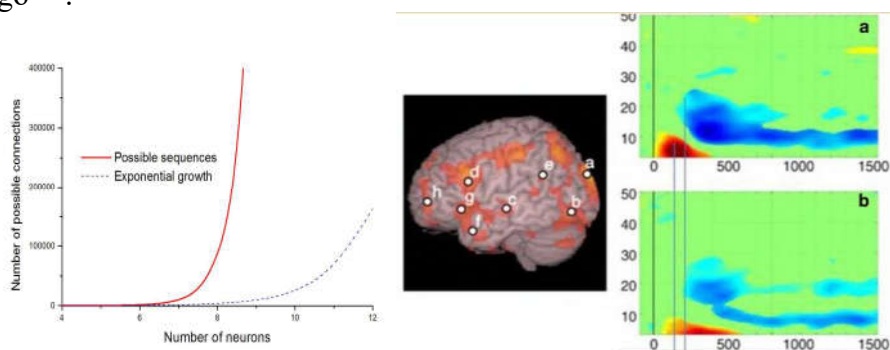 go
Number of possible connections
400000
300000
200000
100000
0
4
6
8
10
12
Number of neurons
Possible sequences
Exponential growth
a
b
c
d
e
f
g
h
a
50
40
30
20
10
0
500
1000
1500
b
50
40
30
20
10
0
500
1000
1500